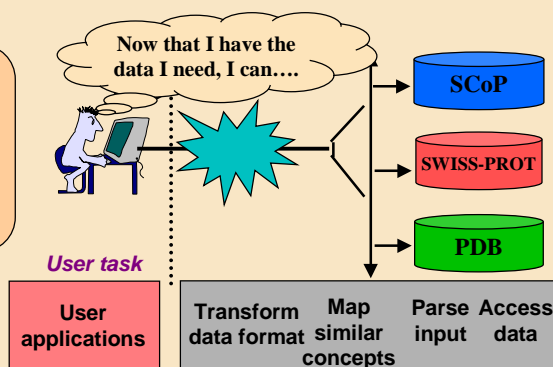 Now that I have the
data I need, I can….
SCoP
SWISS-PROT
PDB
User task
User
applications
Transform
data format
Map
similar
concepts
Parse
input
Access
data